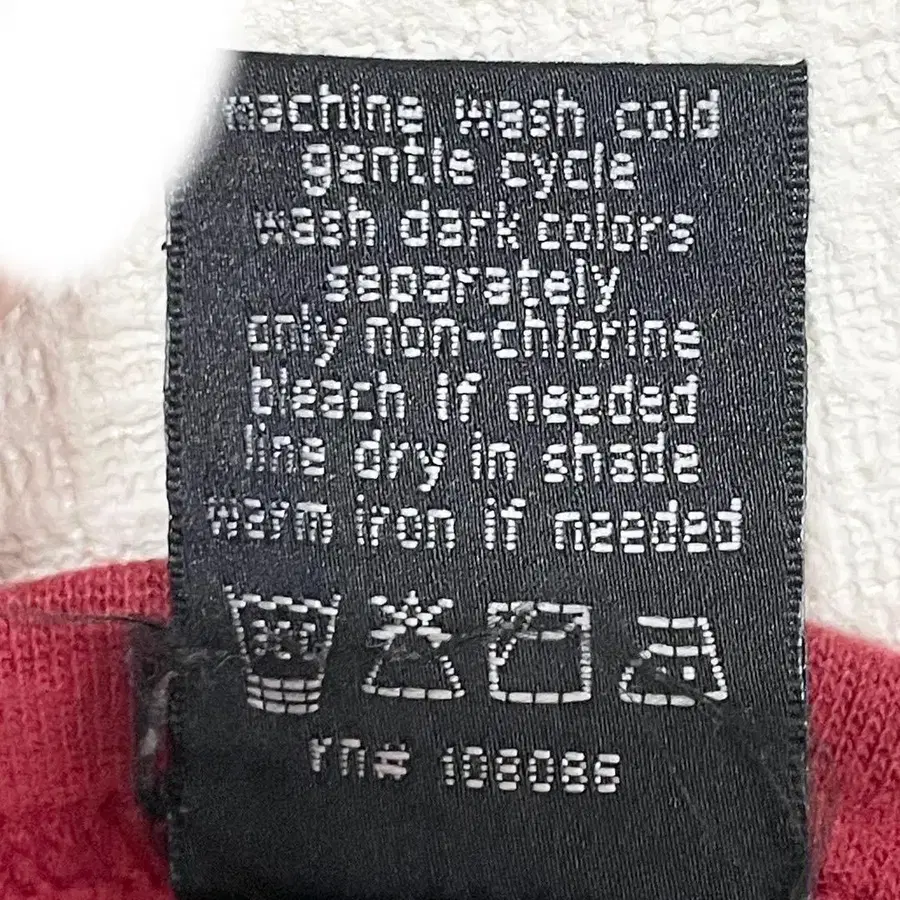 machine wash cold
gentle cycle
wash dark colors
separately
only non-chlorine
bleach if needed
line dry in shade
warm iron if needed
rn#